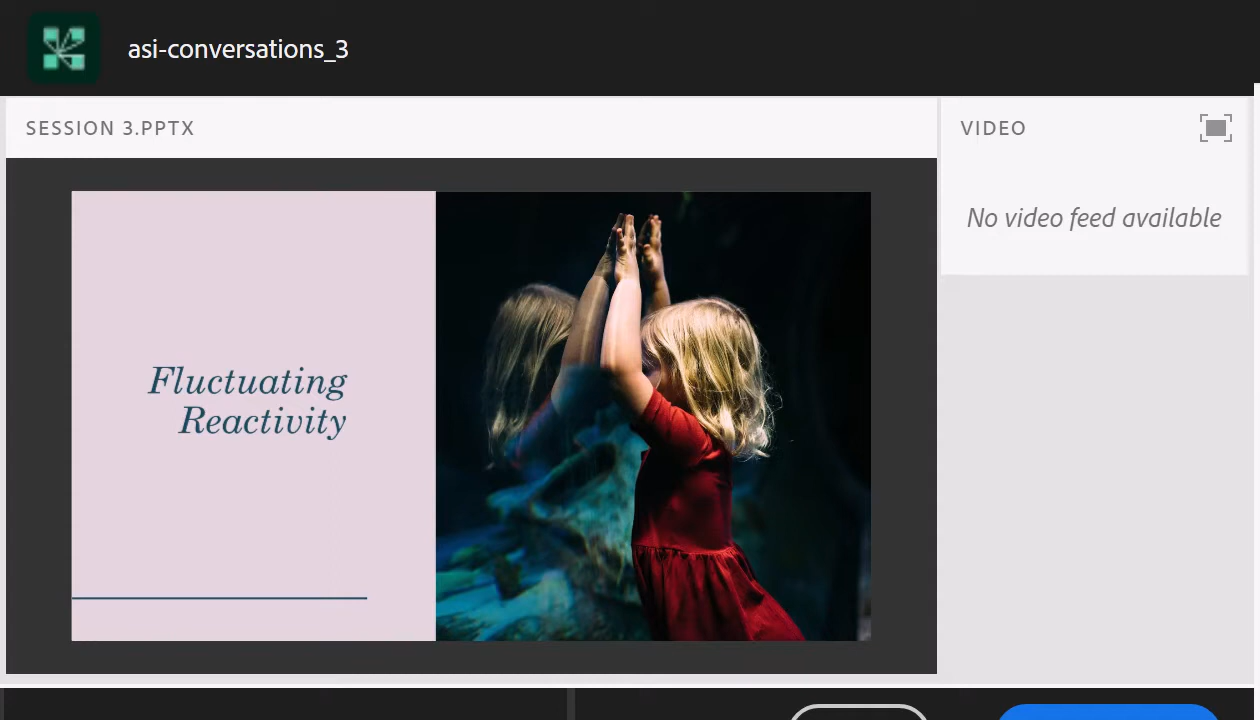 asi-conversations_3
SESSION 3.PPTX
VIDEO
No video feed available
Fluctuating
Reactivity